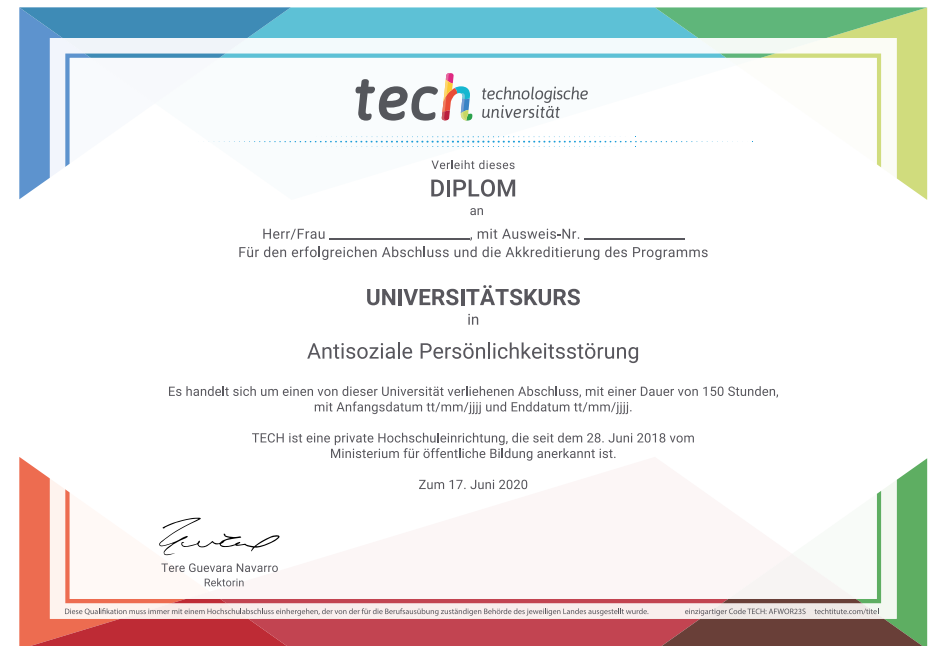 tech technologische
universität
Verleiht dieses
DIPLOM
an
Herr/Frau ____________________, mit Ausweis-Nr. ______________
Für den erfolgreichen Abschluss und die Akkreditierung des Programms
UNIVERSITÄTSKURS
in
Antisoziale Persönlichkeitsstörung
Es handelt sich um einen von dieser Universität verliehenen Abschluss, mit einer Dauer von 150 Stunden,
mit Anfangsdatum tt/mm/jjjj und Enddatum tt/mm/jjjj.
TECH ist eine private Hochschuleinrichtung, die seit dem 28. Juni 2018 vom
Ministerium für öffentliche Bildung anerkannt ist.
Zum 17. Juni 2020
Tere Guevara Navarro
Rektorin
Diese Qualifikation muss immer mit einem Hochschulabschluss einhergehen, der von der für die Berufsausübung zuständigen Behörde des jeweiligen Landes ausgestellt wurde. einzigartiger Code TECH: AFWOR23S techtitute.com/titel